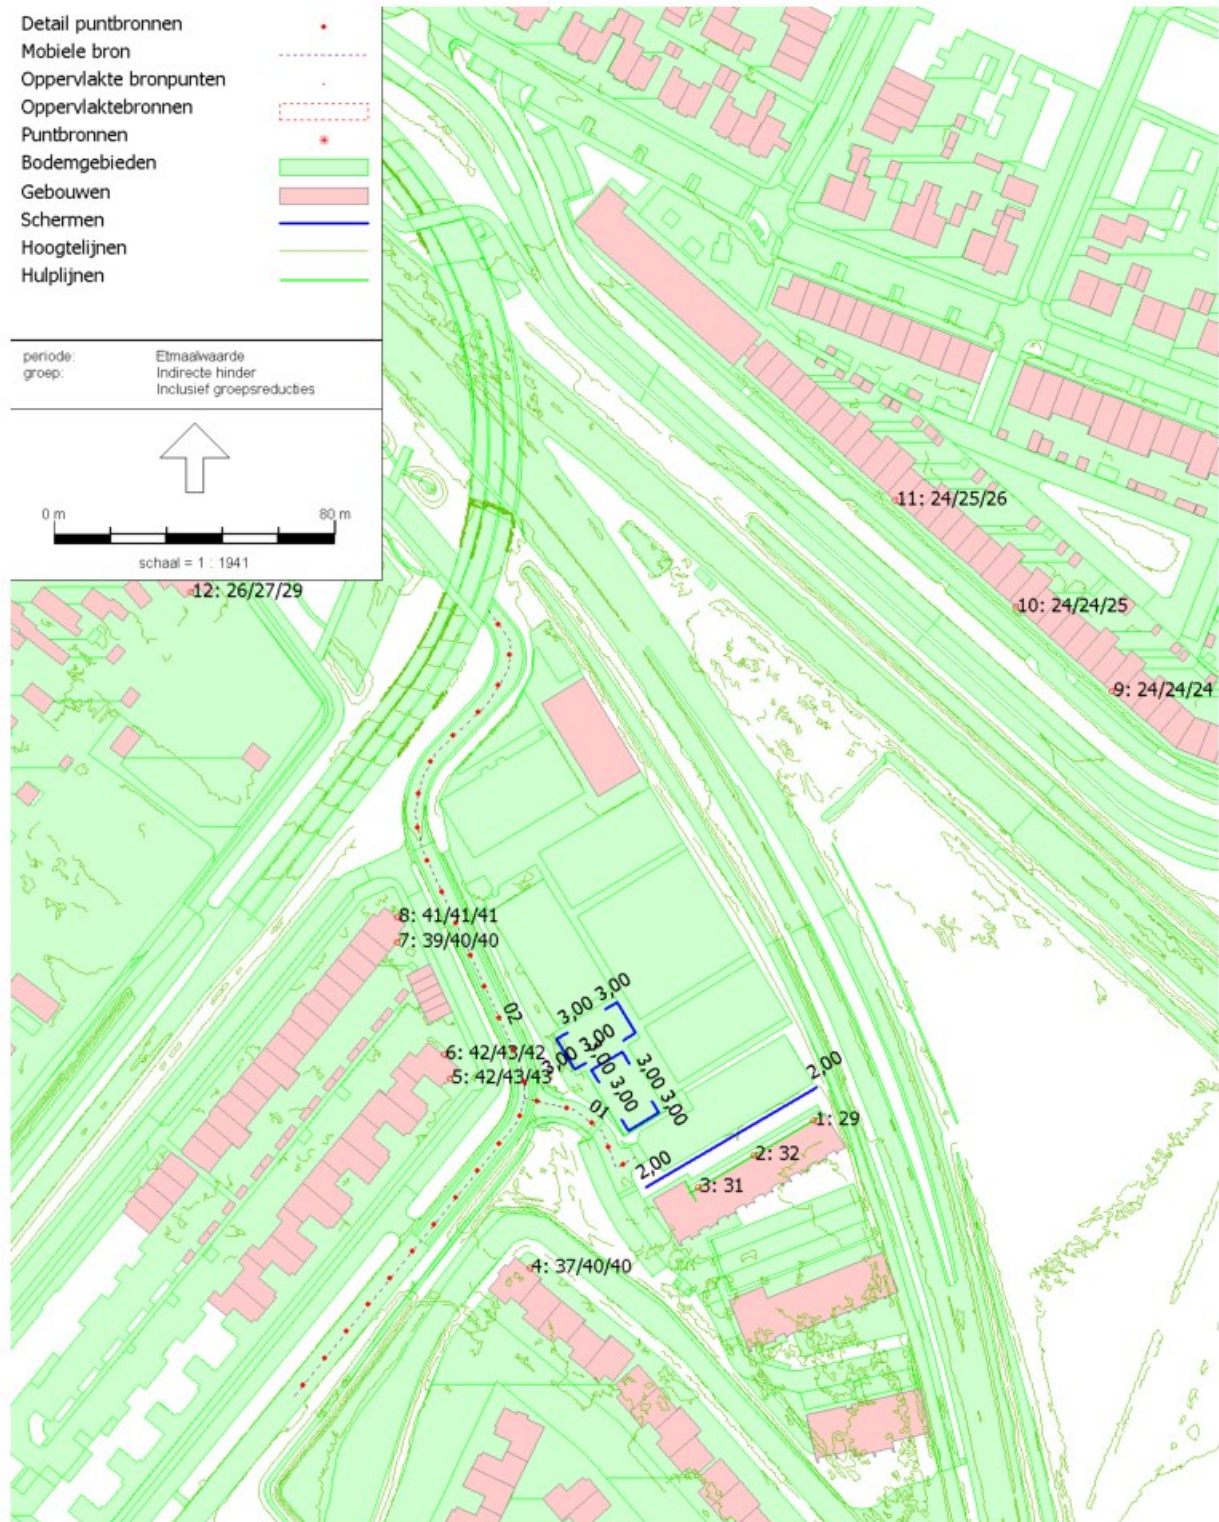 Detail puntbronnen
Mobiele bron
Oppervlakte bronpunten
Oppervlaktebronnen
Puntbronnen
Bodemgebieden
Gebouwen
Schermen
Hoogtelijnen
Hulplijnen
periode: Etmaalwaarde
groep: Indirecte hinder
Inclusief groepsreducties
0 m 80 m
schaal = 1 : 1941
11: 24/25/26
12: 26/27/29
10: 24/24/25
9: 24/24/24
8: 41/41/41
7: 39/40/40
02
3,00
3,00
3,00
3,00
3,00
6: 42/43/42
5: 42/43/43
3,00
3,00
3,00
01
2,00
1: 29
2: 32
2,00
3: 31
4: 37/40/40